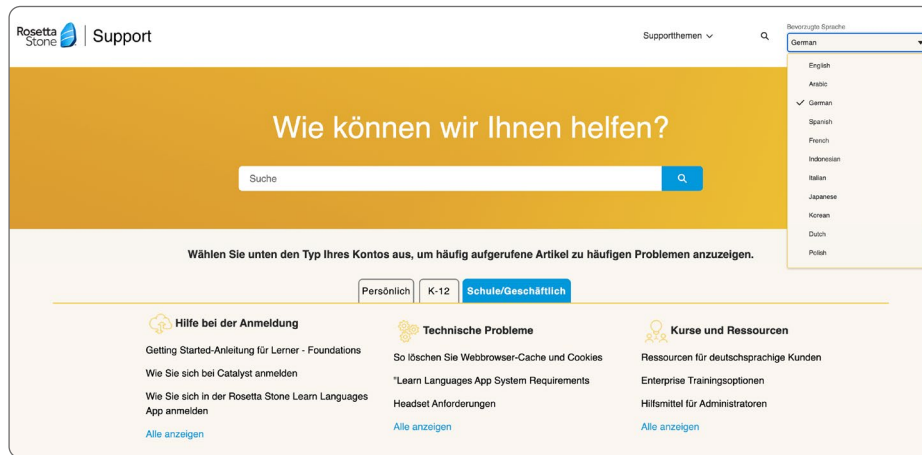 Rosetta
Stone
Support
Supportthemen
Bevorzugte Sprache
German
English
Arabic
German
Spanish
French
Indonesian
Italian
Japanese
Korean
Dutch
Polish
Wie können wir Ihnen helfen?
Suche
Wählen Sie unten den Typ Ihres Kontos aus, um häufig aufgerufene Artikel zu häufigen Problemen anzuzeigen.
Persönlich
K-12
Schule/Geschäftlich
Hilfe bei der Anmeldung
Getting Started-Anleitung für Lerner - Foundations
Wie Sie sich bei Catalyst anmelden
Wie Sie sich in der Rosetta Stone Learn Languages
App anmelden
Alle anzeigen
Technische Probleme
So löschen Sie Webbrowser-Cache und Cookies
"Learn Languages App System Requirements
Headset Anforderungen
Alle anzeigen
Kurse und Ressourcen
Ressourcen für deutschsprachige Kunden
Enterprise Trainingsoptionen
Hilfsmittel für Administratoren
Alle anzeigen